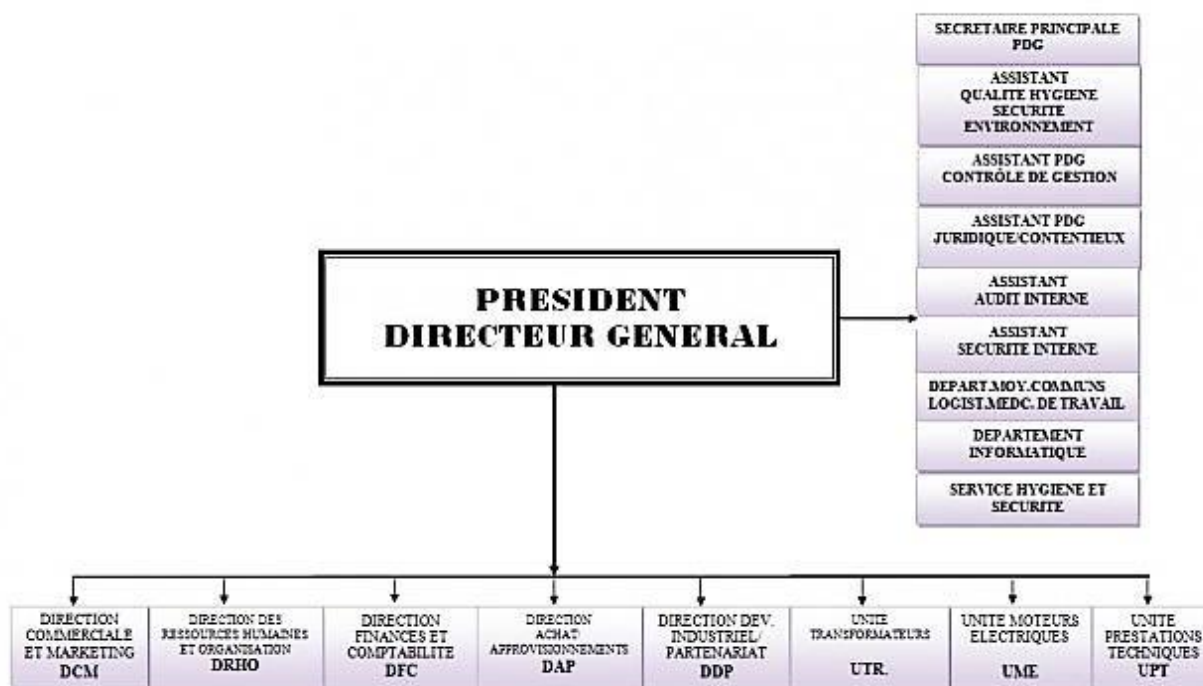 SECRETAIRE PRINCIPALE
PDG
ASSISTANT
QUALITE HYGIENE
SECURITE
ENVIRONNEMENT
ASSISTANT PDG
CONTRÔLE DE GESTION
ASSISTANT PDG
JURIDIQUE/CONTENTIEUX
ASSISTANT
AUDIT INTERNE
ASSISTANT
SECURITE INTERNE
DEPART.MOY.COMMUNS
LOGIST.MEDC. DE TRAVAIL
DEPARTEMENT
INFORMATIQUE
SERVICE HYGIENE ET
SECURITE
PRESIDENT
DIRECTEUR GENERAL
DIRECTION
COMMERCIALE
ET MARKETING
DCM
DIRECTION DES
RESSOURCES HUMAINES
ET ORGANISATION
DRHO
DIRECTION
FINANCES ET
COMPTABILITE
DFC
DIRECTION
ACHAT
APPROVISIONNEMENTS
DAP
DIRECTION DEV.
INDUSTRIEL/
PARTENARIAT
DDP
UNITE
TRANSFORMATEURS
UTR.
UNITE MOTEURS
ELECTRIQUES
UME
UNITE
PRESTATIONS
TECHNIQUES
UPT